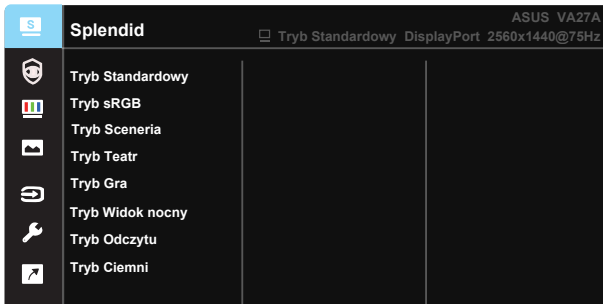 S
Splendid
ASUS VA27A
Tryb Standardowy DisplayPort 2560x1440@75Hz
Tryb Standardowy
Tryb sRGB
Tryb Sceneria
Tryb Teatr
Tryb Gra
Tryb Widok nocny
Tryb Odczytu
Tryb Ciemni